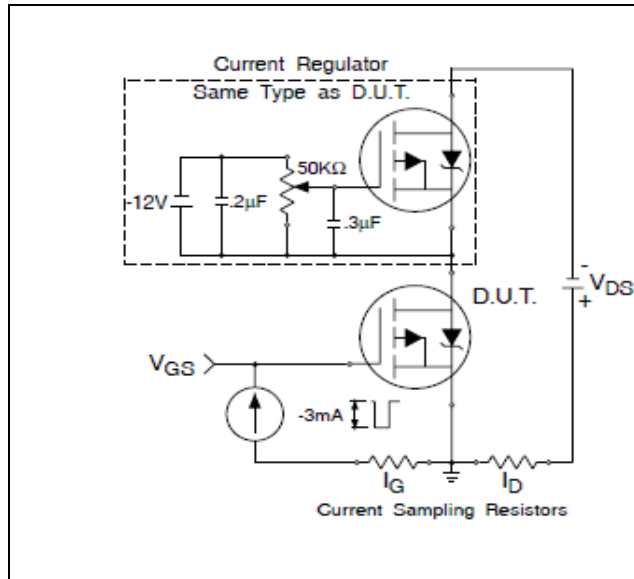 Current Regulator
Same Type as D.U.T.
50KΩ
-12V
.2µF
.3µF
D.U.T.
-
VDS
+
VGS
-3mA
IG
ID
Current Sampling Resistors